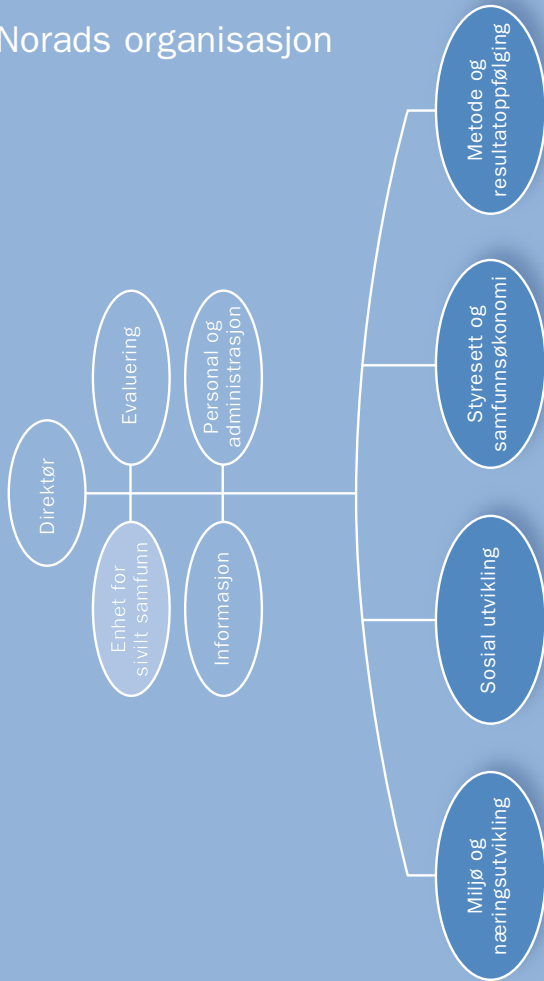 Norads organisasjon
Direktør
Enhet for
sivilt samfunn
Evaluering
Informasjon
Personal og
administrasjon
Miljø og
næringsutvikling
Sosial utvikling
Styresett og
samfunnsøkonomi
Metode og
resultatoppfølging